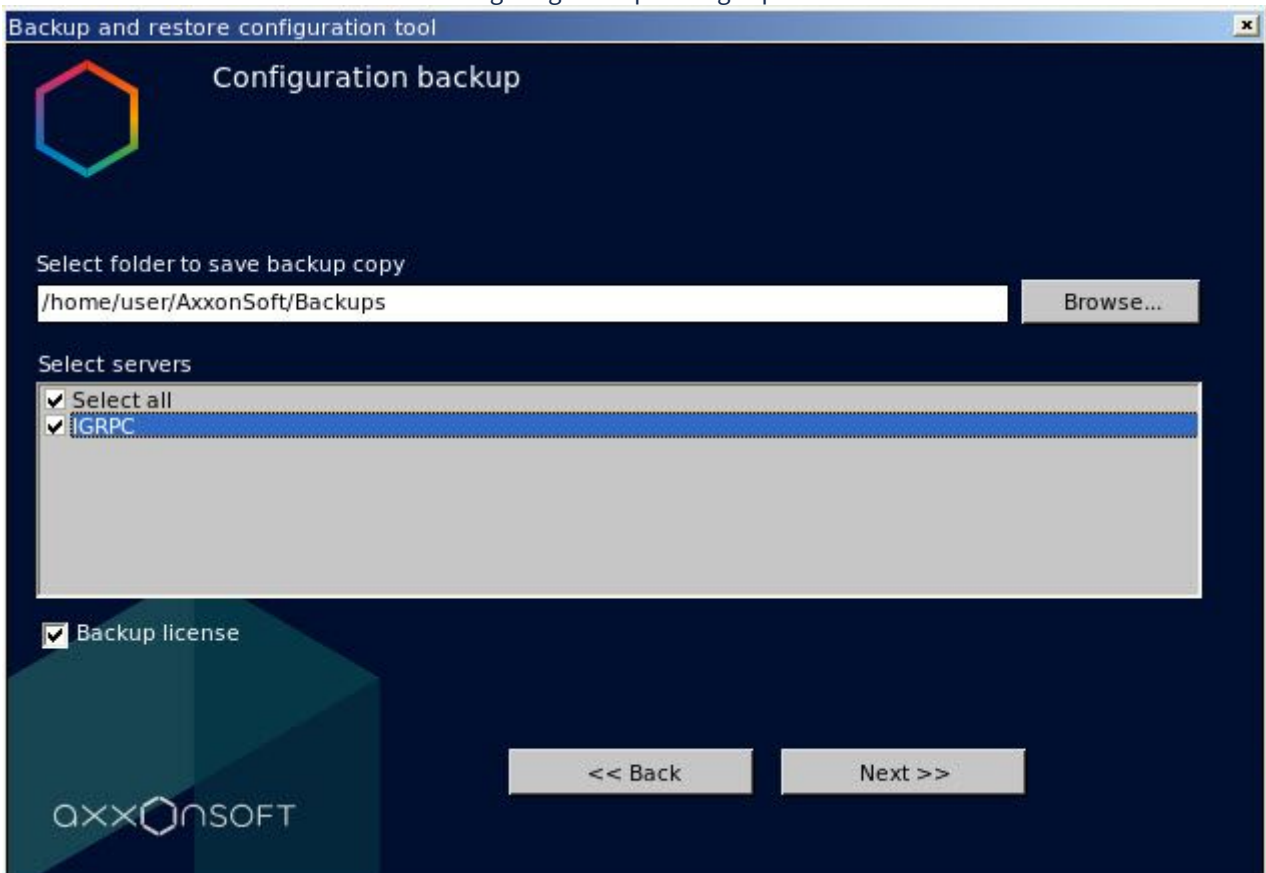 Backup and restore configuration tool
Configuration backup
Select folder to save backup copy
/home/user/AxxonSoft/Backups
Browse...
Select servers
Select all
IGRPC
Backup license
<< Back
Next >>
axxonsoft